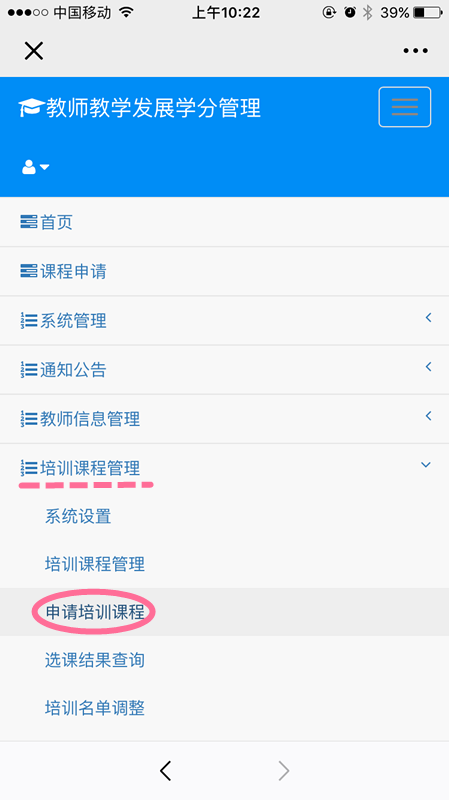 中国移动 上午10:22 39%
教师教学发展学分管理
首页
课程申请
系统管理
通知公告
教师信息管理
培训课程管理
系统设置
培训课程管理
申请培训课程
选课结果查询
培训名单调整